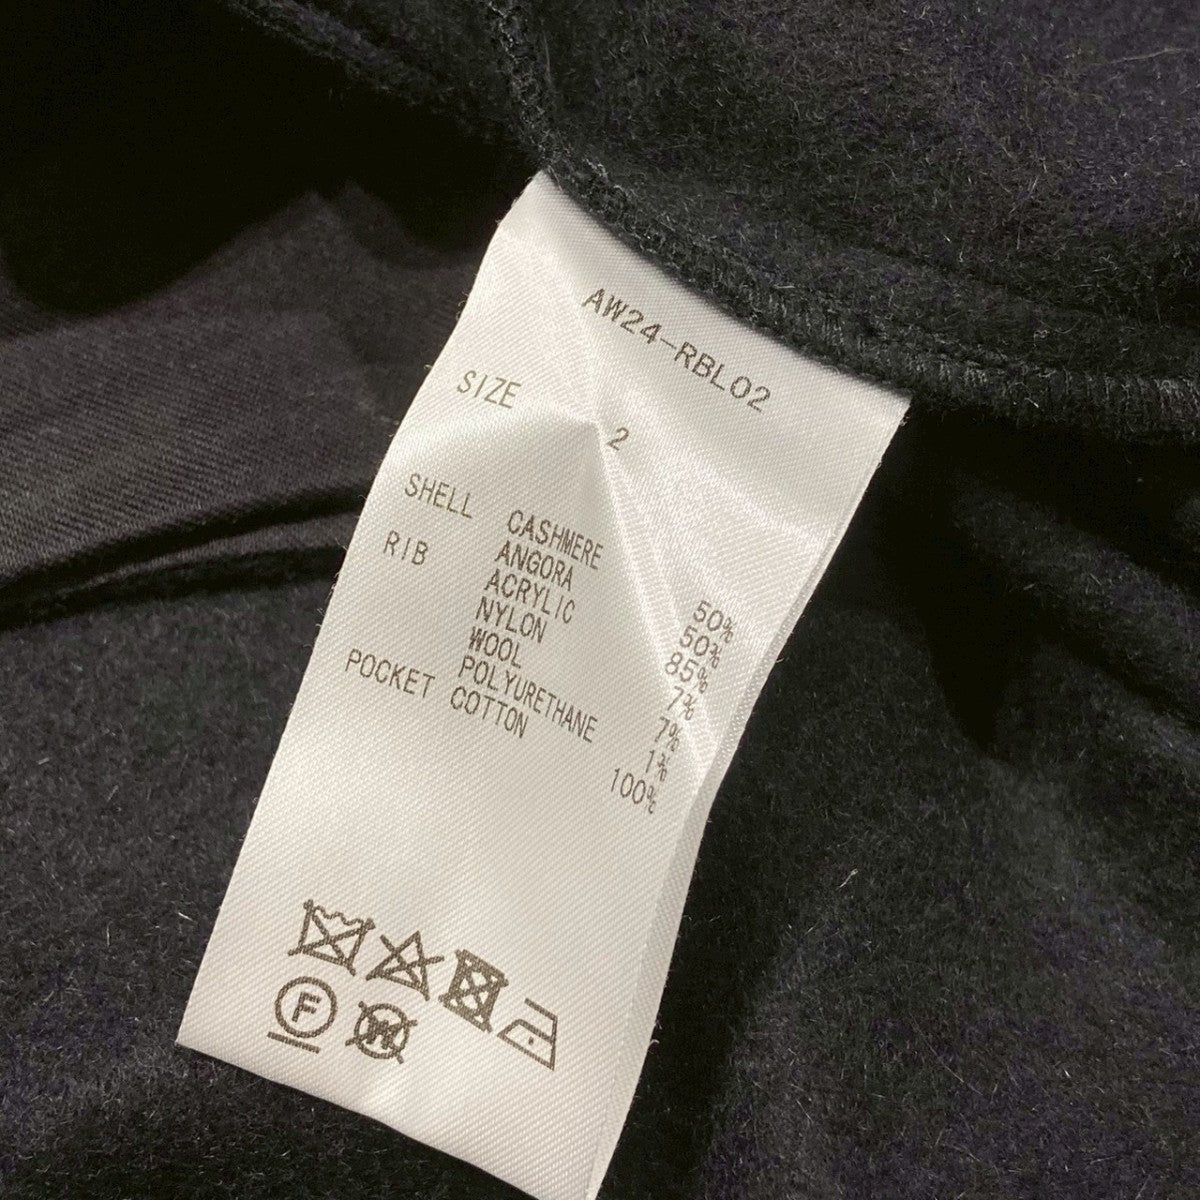 AW24-RBL02
SIZE 2
SHELL CASHMERE 50%
ANGORA 50%
RIB ACRYLIC 85%
NYLON 7%
WOOL 7%
POLYURETHANE 1%
POCKET COTTON 100%
F
W